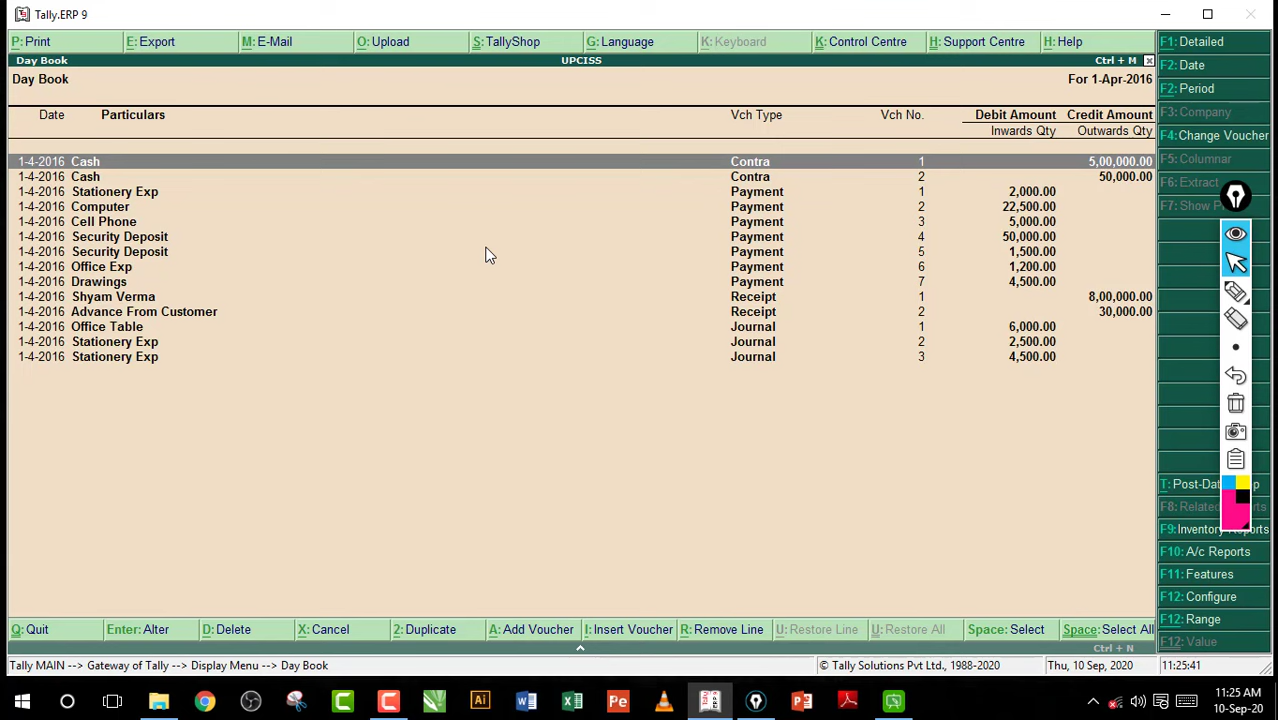 Tally.ERP 9
P: Print E: Export M: E-Mail O: Upload S: TallyShop G: Language K: Keyboard K: Control Centre H: Support Centre H: Help
F1: Detailed
Day Book UPCISS Ctrl + M
F2: Date
Day Book For 1-Apr-2016
F2: Period
F3: Company
Date Particulars Vch Type Vch No. Debit Amount Credit Amount
Inwards Qty Outwards Qty
F4: Change Voucher
F5: Columnar
1-4-2016 Cash Contra 1 5,00,000.00
1-4-2016 Cash Contra 2 50,000.00
F6: Extract
1-4-2016 Stationery Exp Payment 1 2,000.00
1-4-2016 Computer Payment 2 22,500.00
F7: Show
1-4-2016 Cell Phone Payment 3 5,000.00
1-4-2016 Security Deposit Payment 4 50,000.00
1-4-2016 Security Deposit Payment 5 1,500.00
1-4-2016 Office Exp Payment 6 1,200.00
1-4-2016 Drawings Payment 7 4,500.00
1-4-2016 Shyam Verma Receipt 1 8,00,000.00
1-4-2016 Advance From Customer Receipt 2 30,000.00
1-4-2016 Office Table Journal 1 6,000.00
1-4-2016 Stationery Exp Journal 2 2,500.00
1-4-2016 Stationery Exp Journal 3 4,500.00
T: Post-Dat
F8: Related
F9: Inventory Reports
F10: A/c Reports
F11: Features
F12: Configure
F12: Range
F12: Value
Q: Quit Enter: Alter D: Delete X: Cancel 2: Duplicate A: Add Voucher I: Insert Voucher R: Remove Line U: Restore Line U: Restore All Space: Select Space: Select All
Ctrl + N
Tally MAIN --> Gateway of Tally --> Display Menu --> Day Book © Tally Solutions Pvt Ltd., 1988-2020 Thu, 10 Sep, 2020 11:25:41
11:25 AM
10-Sep-20